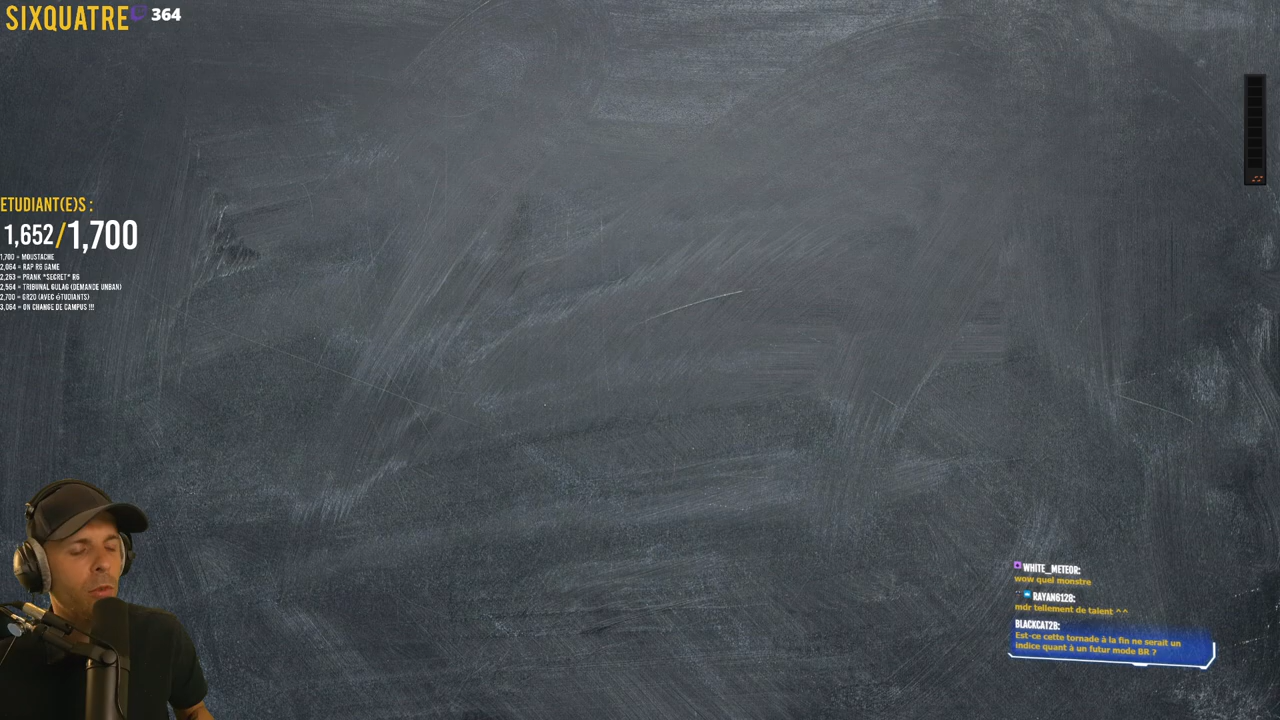 SIXQUATRE 364
ETUDIANT(E)S :
1,652/1,700
1,700 = MOUSTACHE
2,064 = RAP R6 GAME
2,263 = PRANK *SECRET* R6
2,564 = TRIBUNAL GULAG (DEMANDE UNBAN)
2,700 = GR20 (AVEC ÉTUDIANTS)
3,064 = ON CHANGE DE CAMPUS !!!
WHITE_METEOR:
wow quel monstre
RAYAN6128:
mdr tellement de talent ^^
BLACKCAT28:
Est-ce cette tornade à la fin ne serait un
indice quant à un futur mode BR ?